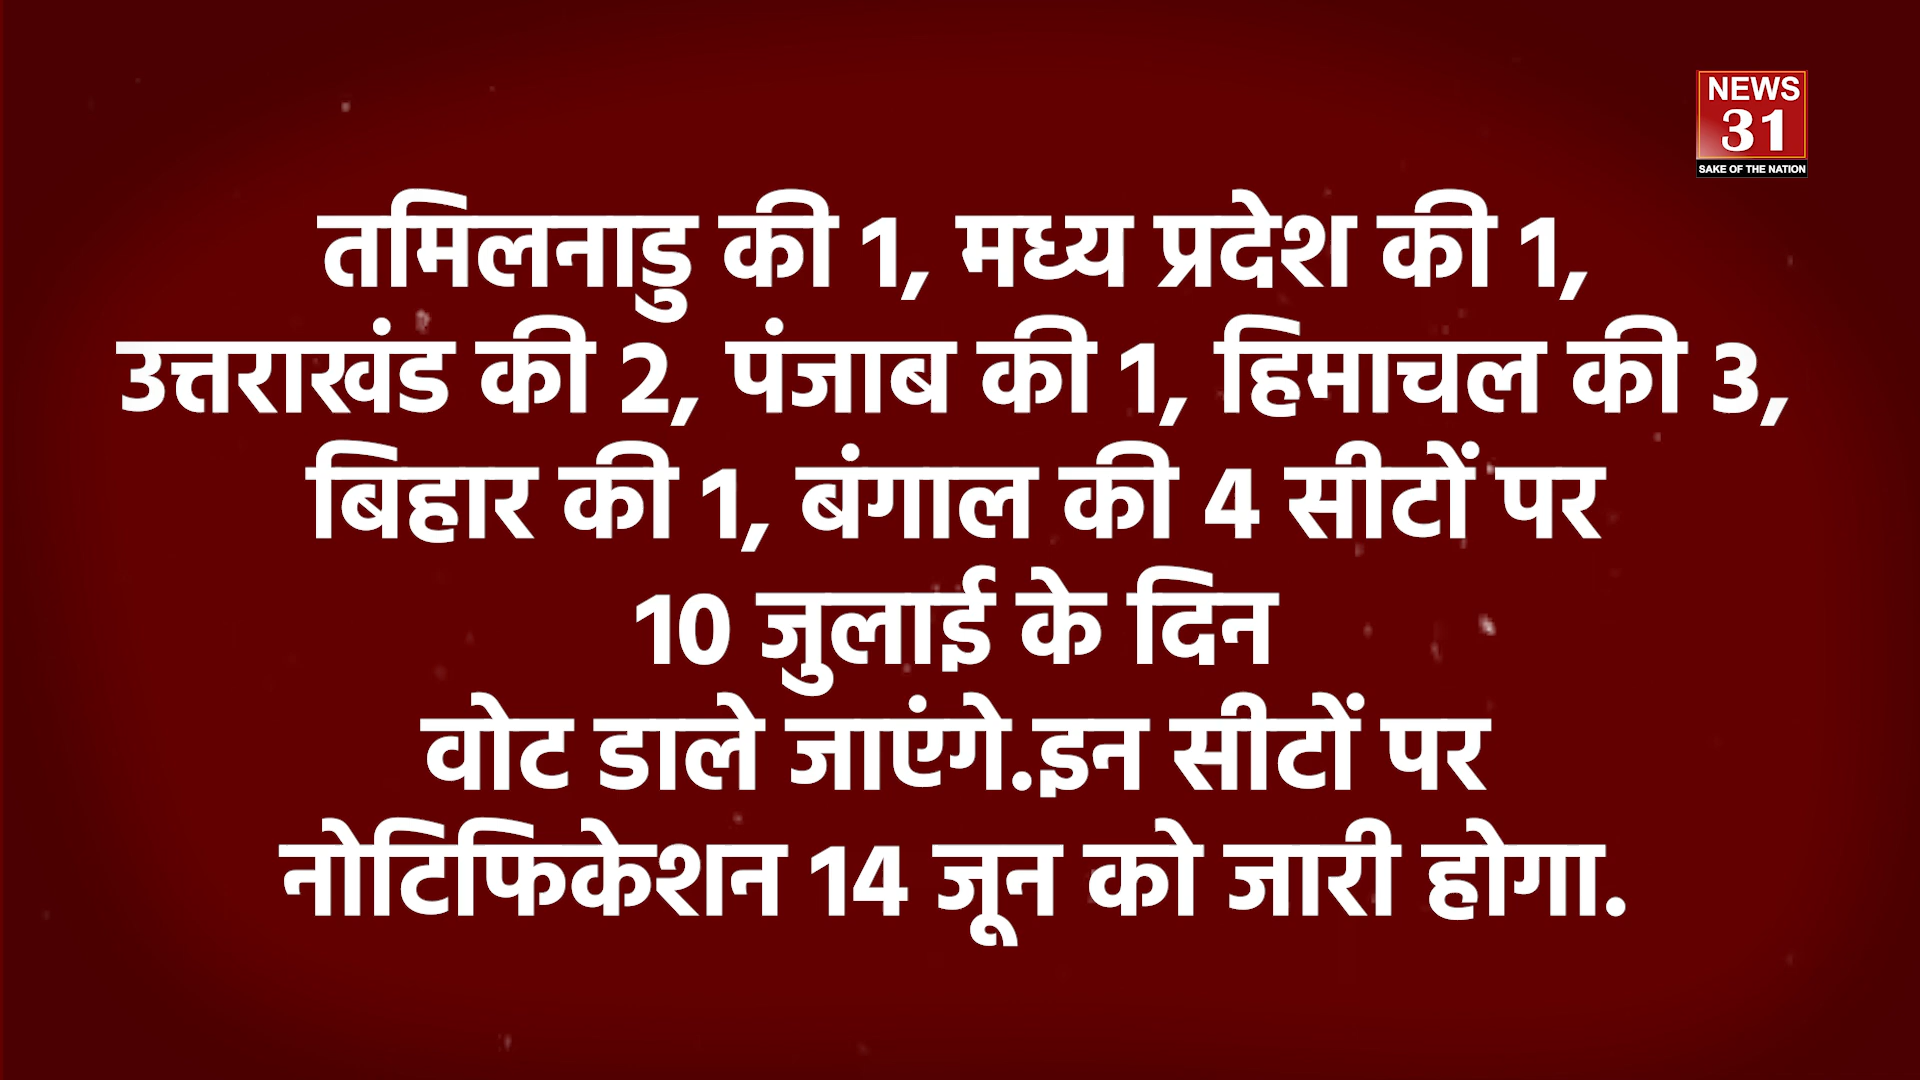 NEWS
31
SAKE OF THE NATION
तमिलनाडु की 1, मध्य प्रदेश की 1,
उत्तराखंड की 2, पंजाब की 1, हिमाचल की 3,
बिहार की 1, बंगाल की 4 सीटों पर
10 जुलाई के दिन
वोट डाले जाएंगे.इन सीटों पर
नोटिफिकेशन 14 जून को जारी होगा.